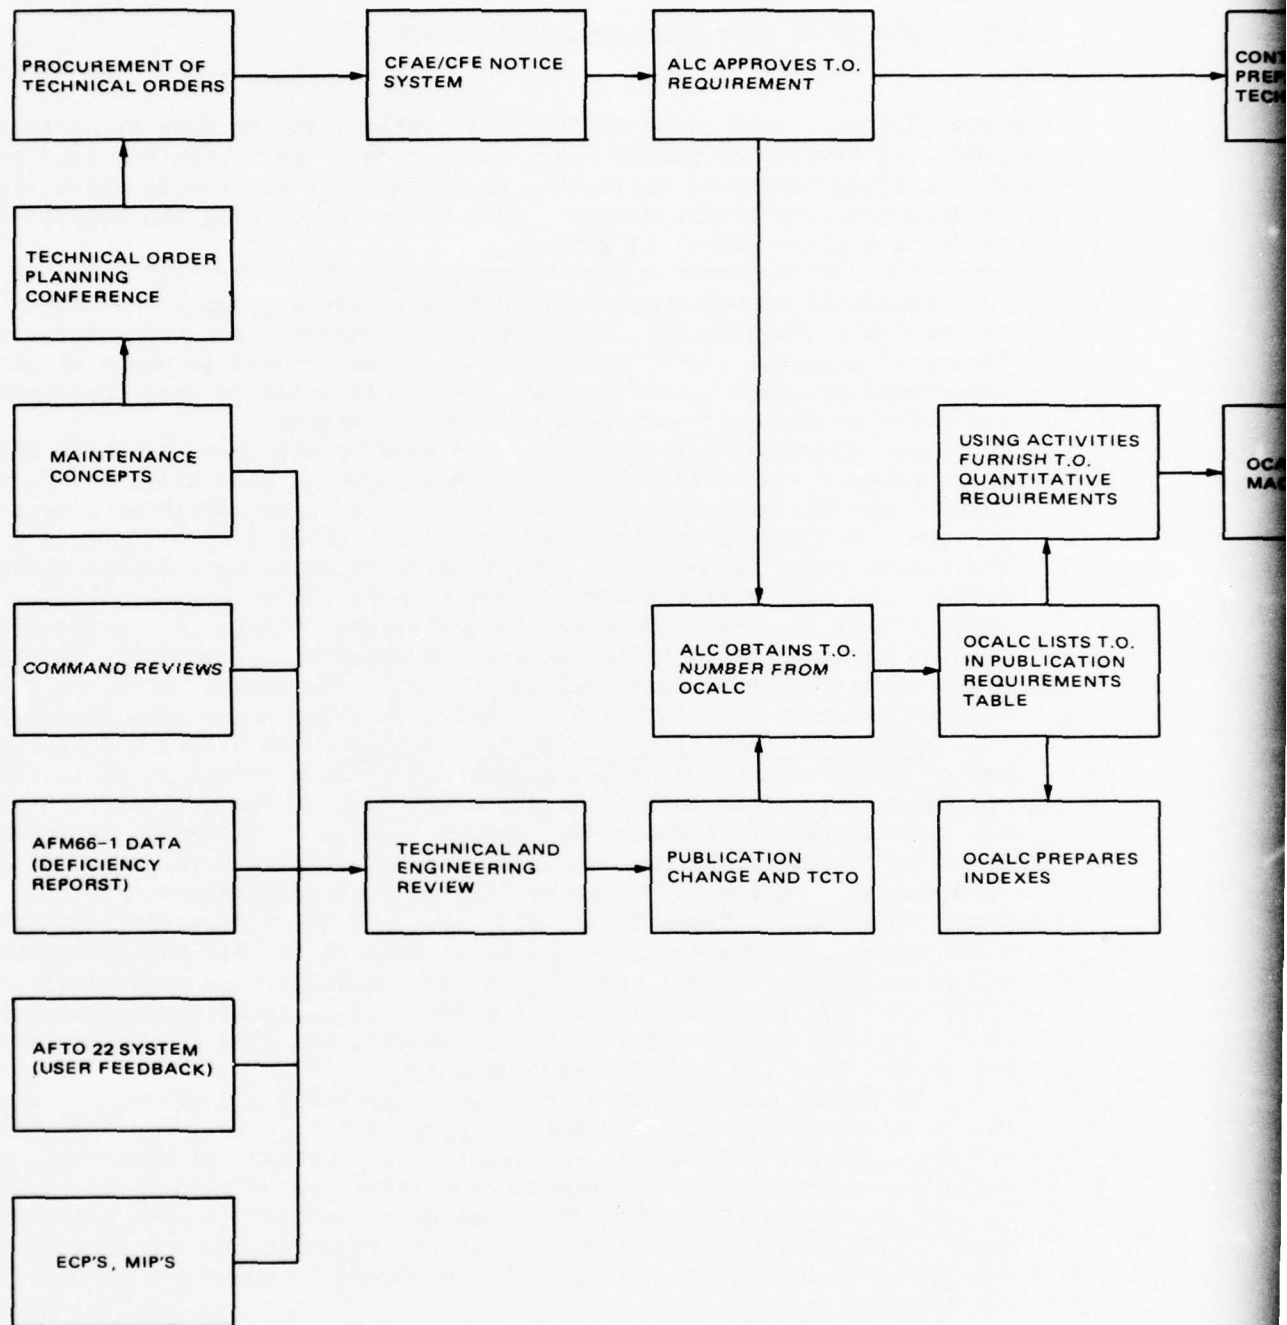 PROCUREMENT OF
TECHNICAL ORDERS
CFAE/CFE NOTICE
SYSTEM
ALC APPROVES T.O.
REQUIREMENT
TECHNICAL ORDER
PLANNING
CONFERENCE
MAINTENANCE
CONCEPTS
USING ACTIVITIES
FURNISH T.O.
QUANTITATIVE
REQUIREMENTS
COMMAND REVIEWS
ALC OBTAINS T.O.
NUMBER FROM
OCALC
OCALC LISTS T.O.
IN PUBLICATION
REQUIREMENTS
TABLE
AFM66-1 DATA
(DEFICIENCY
REPORST)
TECHNICAL AND
ENGINEERING
REVIEW
PUBLICATION
CHANGE AND TCTO
OCALC PREPARES
INDEXES
AFTO 22 SYSTEM
(USER FEEDBACK)
ECP'S, MIP'S